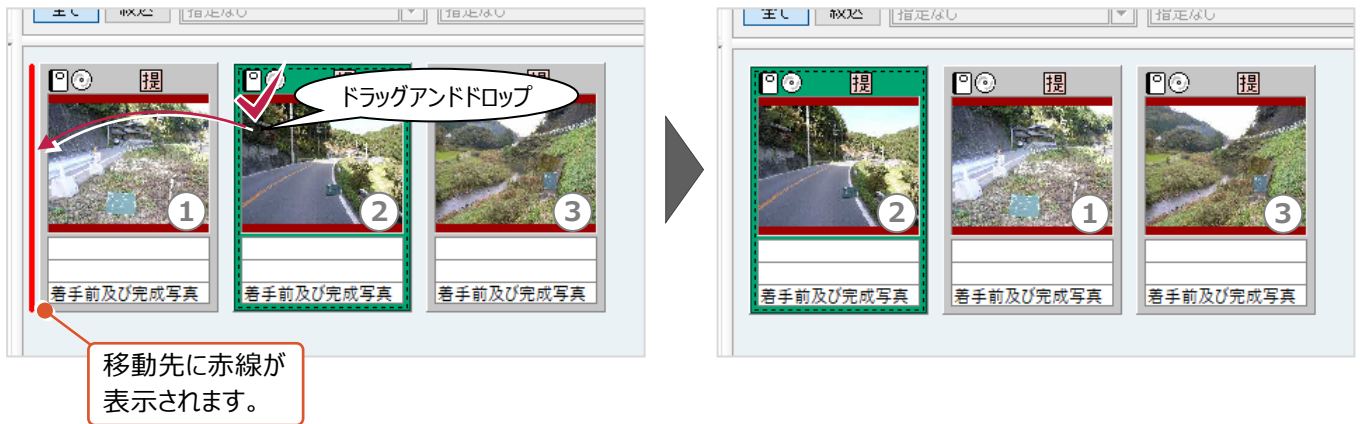 全て 絞込 指定なし 指定なし
提 提 提
ドラッグアンドドロップ
1 2 3
着手前及び完成写真 着手前及び完成写真 着手前及び完成写真
移動先に赤線が
表示されます。
全て 絞込 指定なし 指定なし
提 提 提
2 1 3
着手前及び完成写真 着手前及び完成写真 着手前及び完成写真